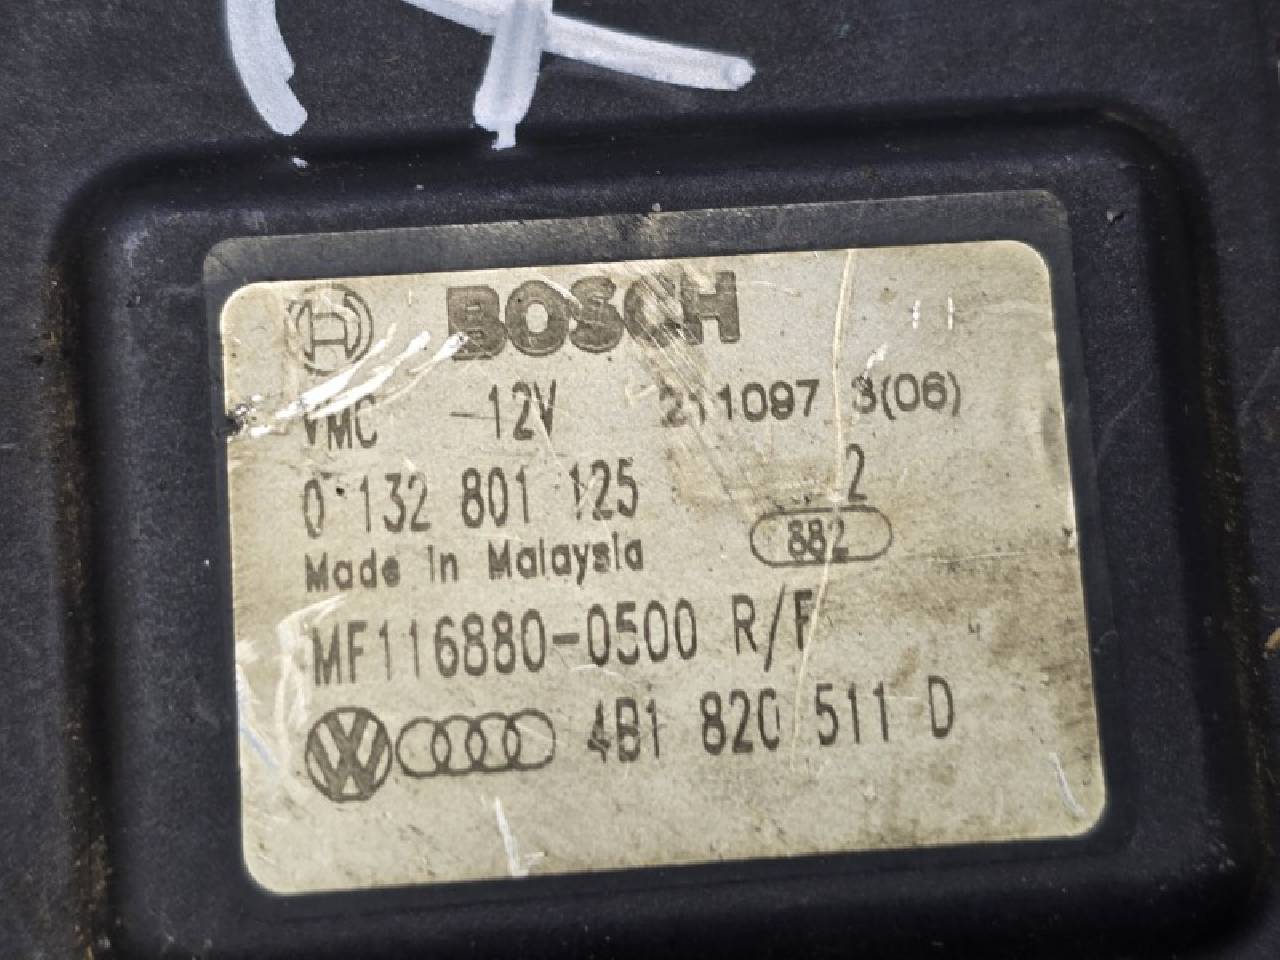 BOSCH
VMC -12V 211097 3(06)
0 132 801 125 2
Made in Malaysia 882
MF116880-0500 R/F
4B1 820 511 D